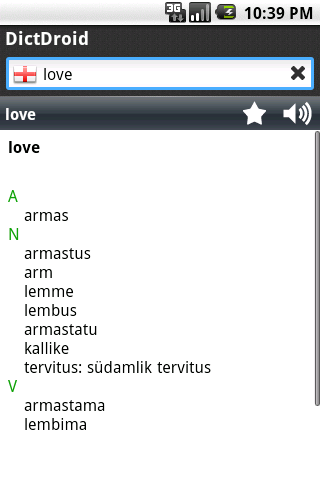 3G 10:39 PM
DictDroid
love
love
love
A
armas
N
armastus
arm
lemme
lembus
armastatu
kallike
tervitus: südamlik tervitus
V
armastama
lembima